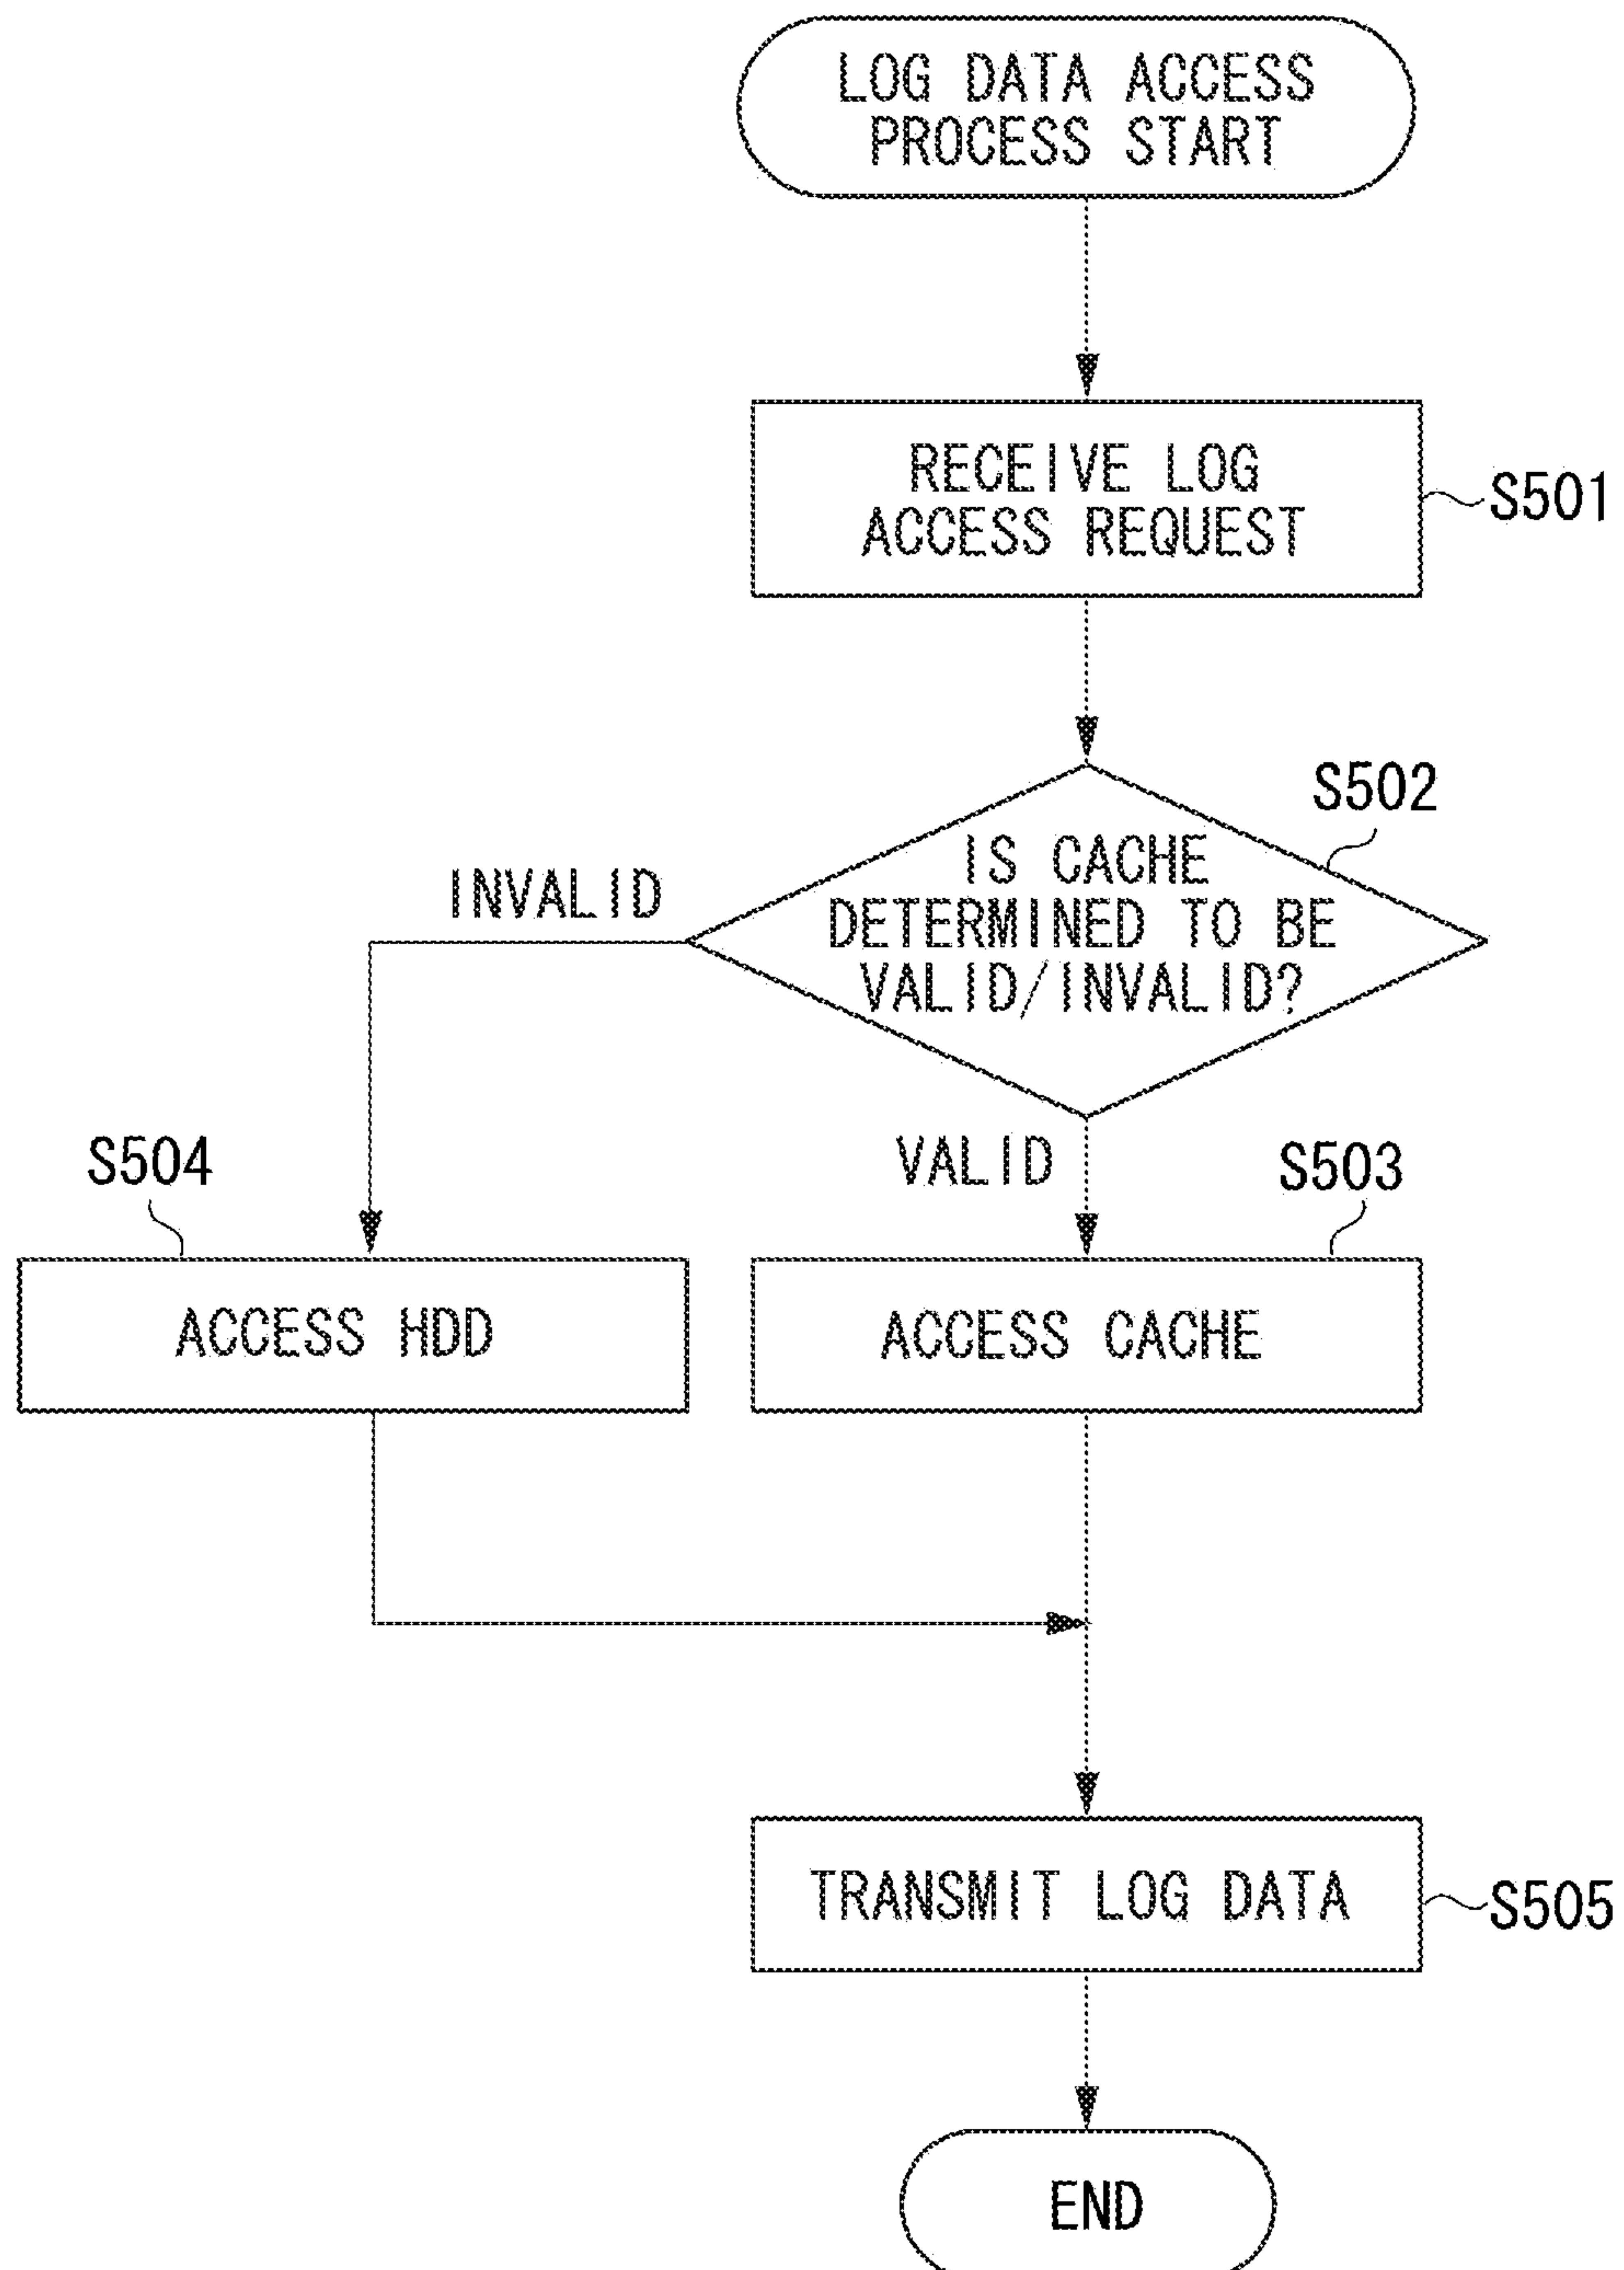 LOG DATA ACCESS
PROCESS START
RECEIVE LOG
ACCESS REQUEST
S501
S502
IS CACHE
DETERMINED TO BE
VALID/INVALID?
INVALID
VALID
S504
S503
ACCESS HDD
ACCESS CACHE
TRANSMIT LOG DATA
S505
END